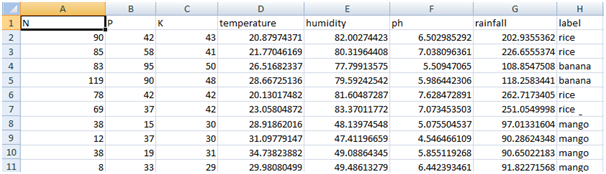 A B C D E F G H
1 N P K temperature humidity ph rainfall label
2 90 42 43 20.87974371 82.00274423 6.502985292 202.9355362 rice
3 85 58 41 21.77046169 80.31964408 7.038096361 226.6555374 rice
4 83 95 50 26.51682337 77.79913575 5.50947065 108.8547508 banana
5 119 90 48 28.66725136 79.59242542 5.986442306 118.2583441 banana
6 78 42 42 20.13017482 81.60487287 7.628472891 262.7173405 rice
7 69 37 42 23.05804872 83.37011772 7.073453503 251.0549998 rice
8 38 15 30 28.91862016 48.13974548 5.075504537 97.01331604 mango
9 12 37 30 31.09779147 47.41196659 4.546466109 90.28624348 mango
10 38 19 31 34.73823882 49.08864345 5.855119268 90.65022183 mango
11 8 33 29 29.98080499 49.48613279 6.442393461 91.82271568 mango